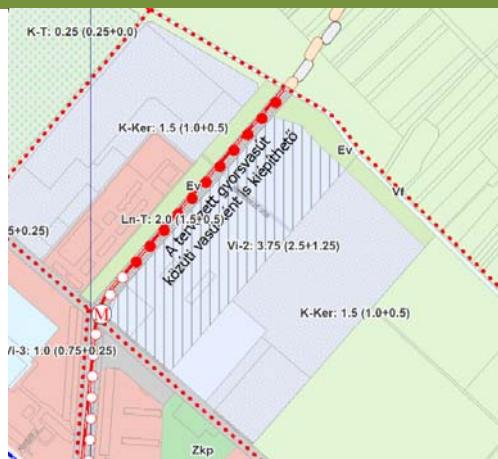 K-T: 0.25 (0.25+0.0)
K-Ker: 1.5 (1.0+0.5)
Ev
Ev
Vf
Ln-T: 2.0 (1.5+0.5)
A tervezett gyorsvasút
közúti is kiépíthető
5+0.25)
Vi-2: 3.75 (2.5+1.25)
K-Ker: 1.5 (1.0+0.5)
M
Vi-3: 1.0 (0.75+0.25)
Zkp